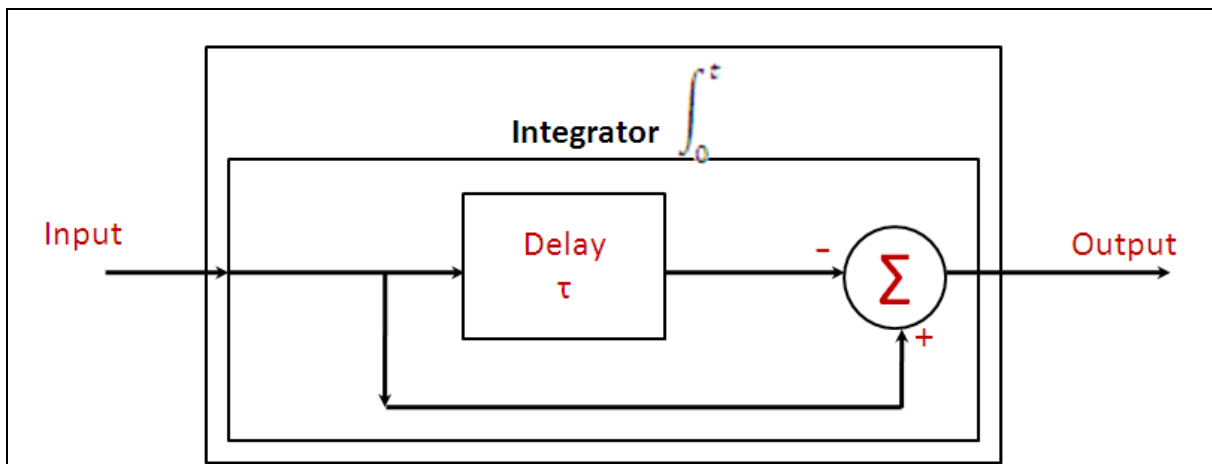 Integrator ∫₀ᵗ
Input
Delay
τ
-
Σ
+
Output